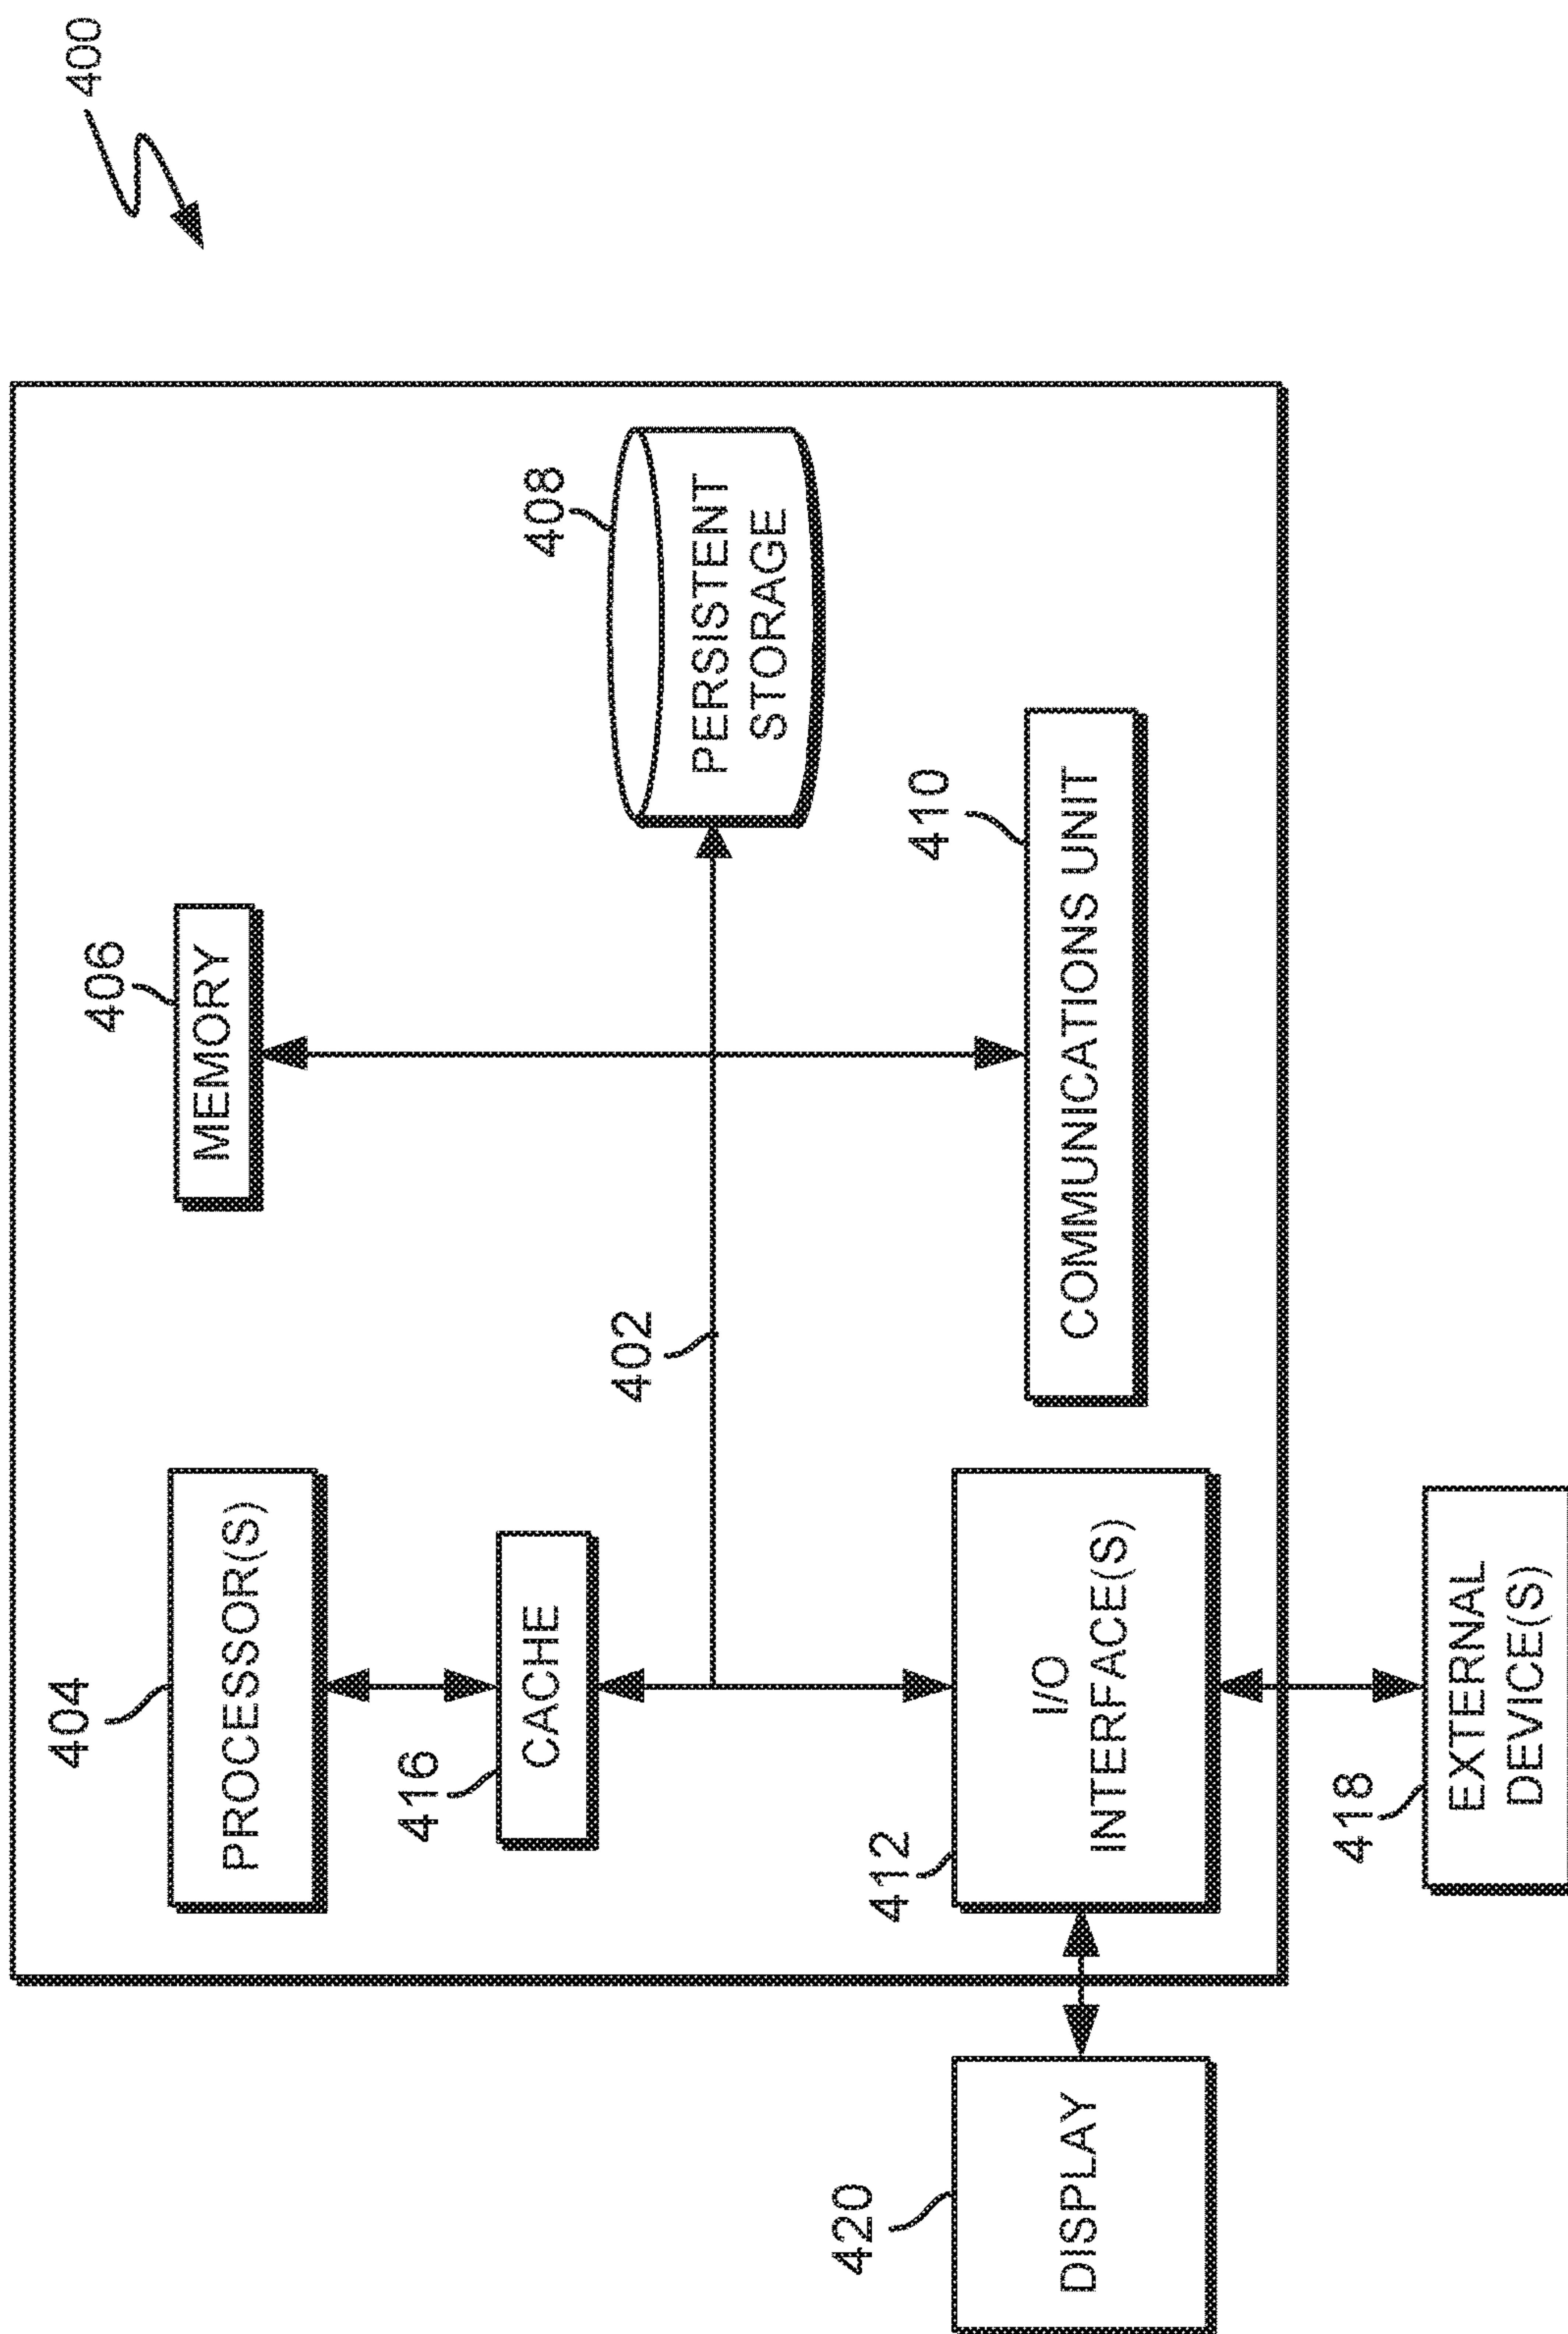 400
404
PROCESSOR(S)
406
MEMORY
416
CACHE
402
408
PERSISTENT
STORAGE
420
DISPLAY
412
I/O
INTERFACE(S)
410
COMMUNICATIONS UNIT
418
EXTERNAL
DEVICE(S)